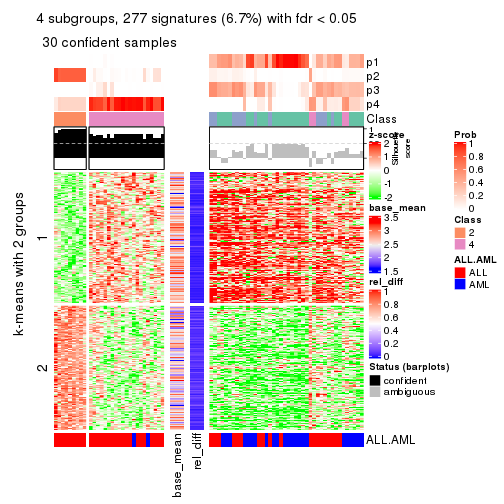 4 subgroups, 277 signatures (6.7%) with fdr < 0.05
30 confident samples
p1
p2
p3
p4
Class
1
Silhouette score
k-means with 2 groups
1
2
z-score
2
1
0
-1
-2
base_mean
3.5
3
2.5
2
1.5
rel_diff
1
0.8
0.6
0.4
0.2
0
Status (barplots)
confident
ambiguous
Prob
1
0.8
0.6
0.4
0.2
0
Class
2
4
ALL.AML
ALL
AML
ALL.AML
base_mean
rel_diff